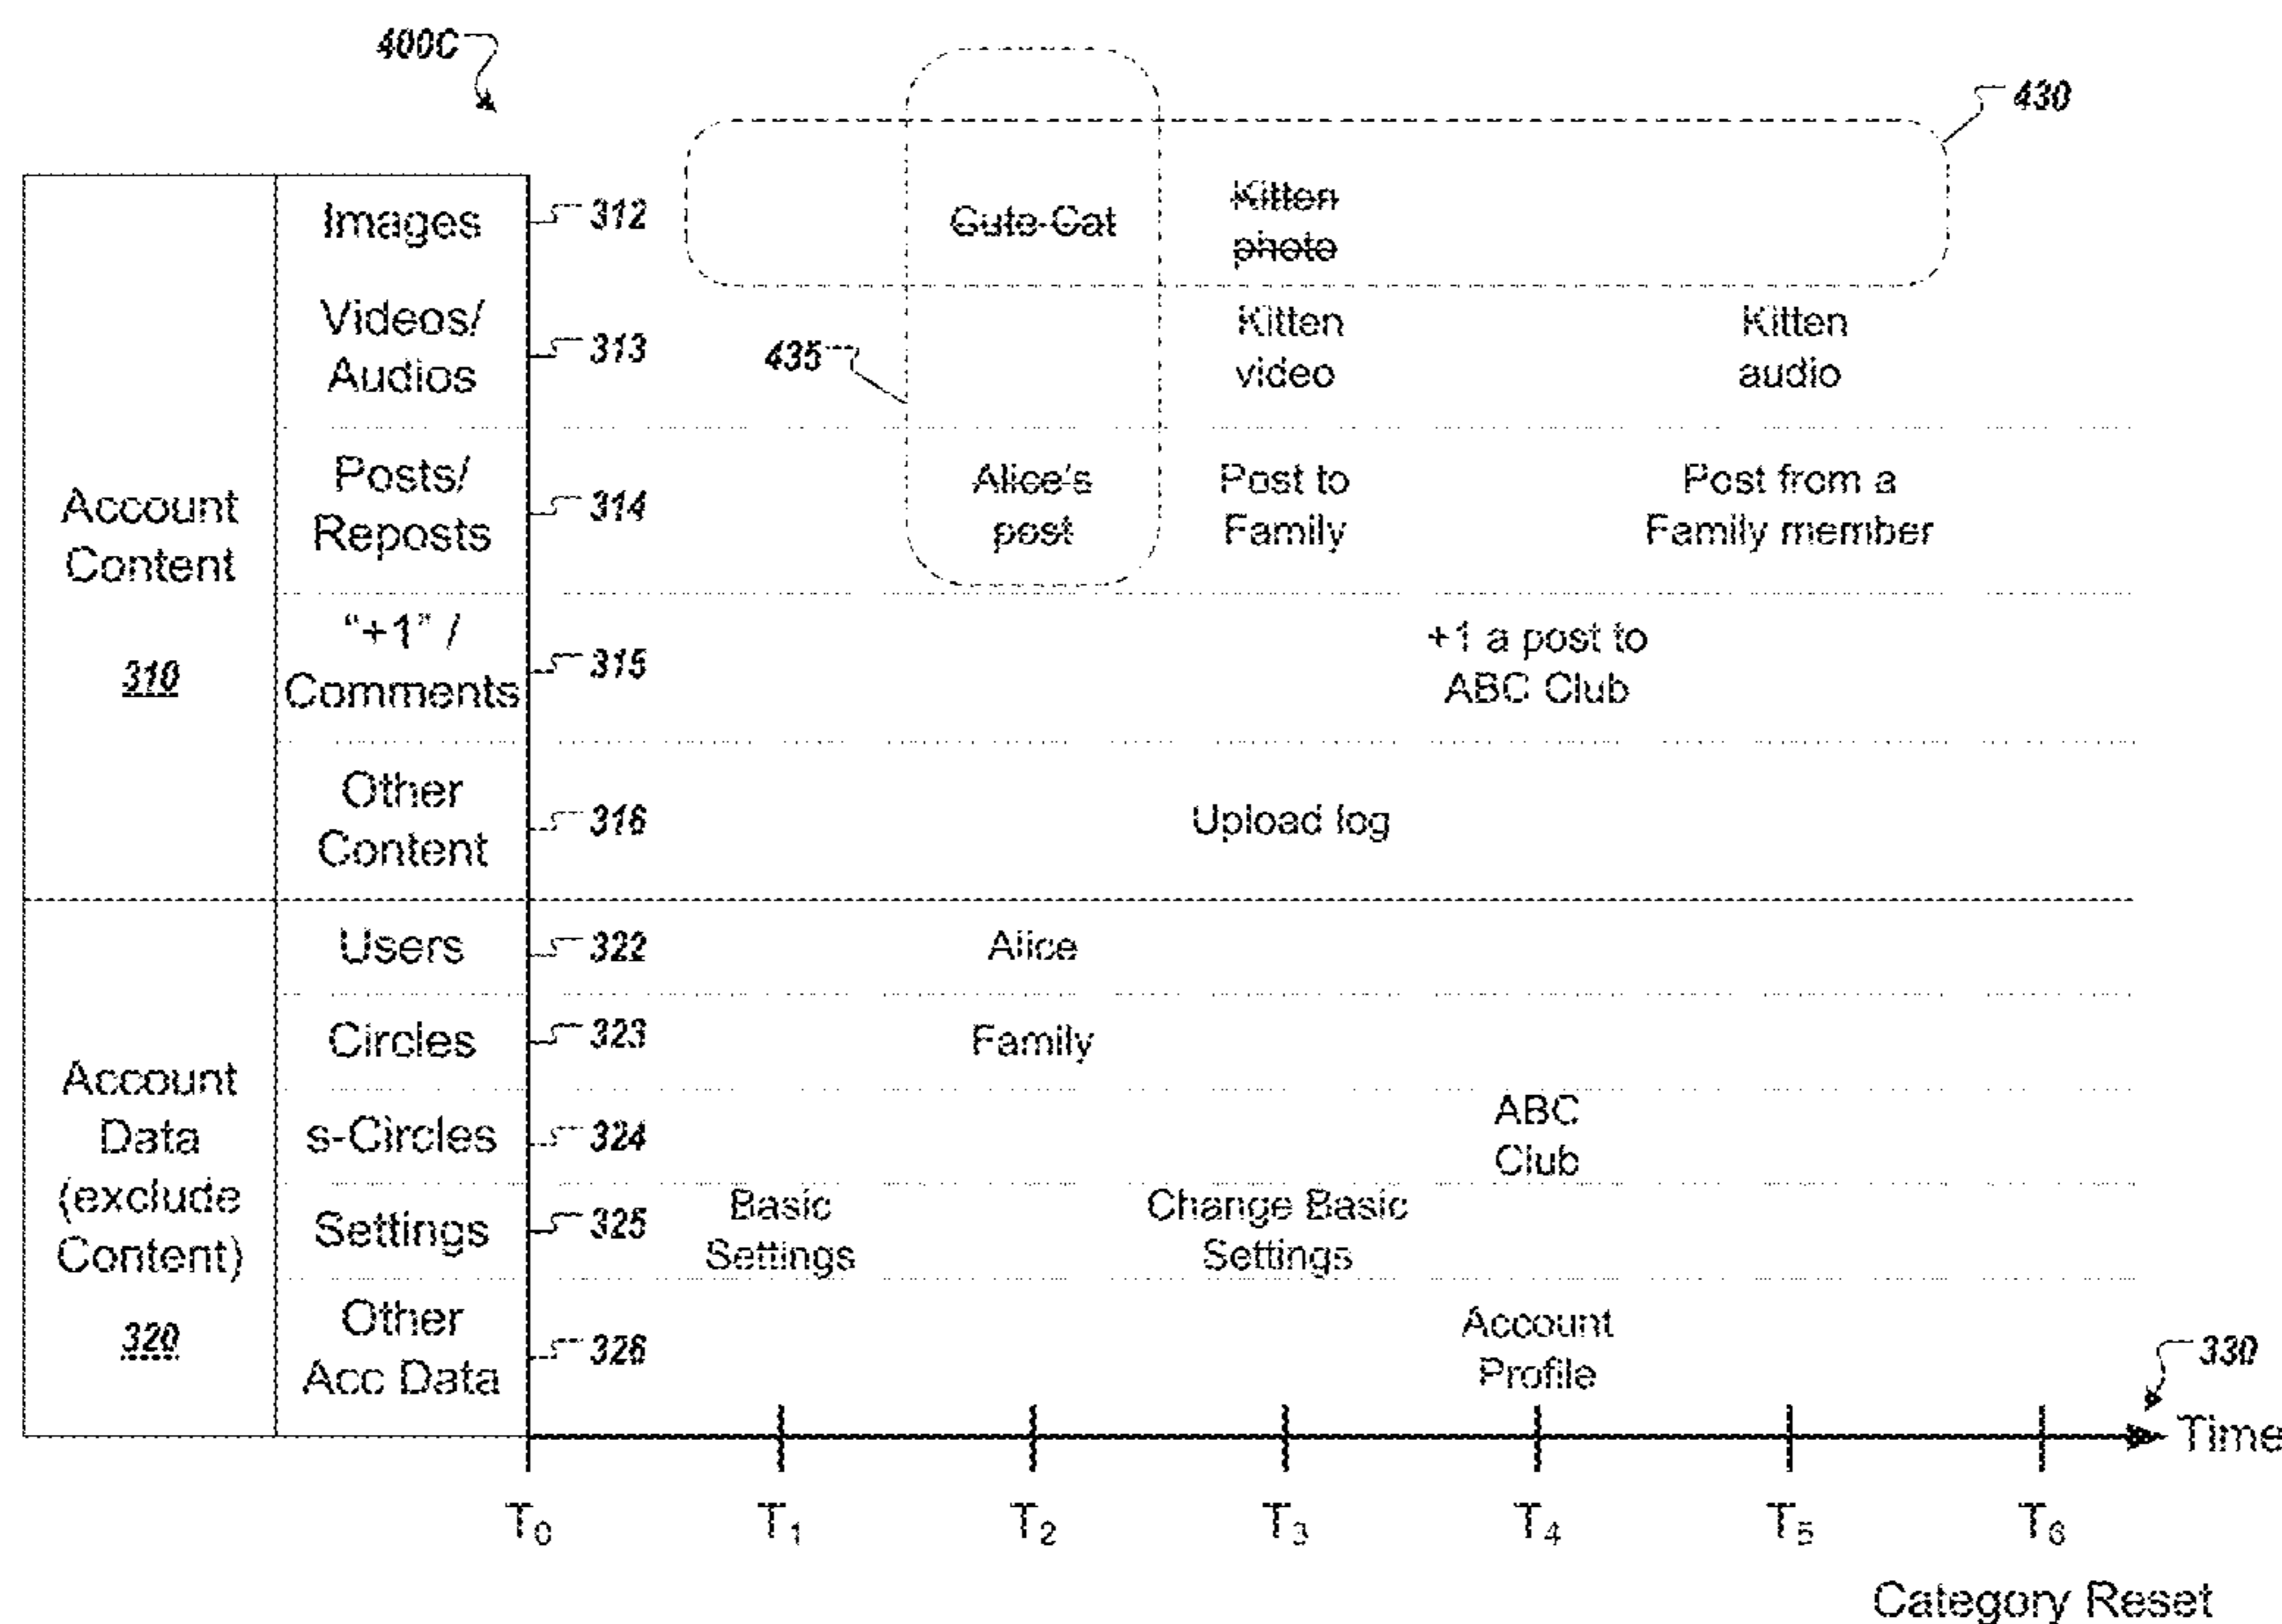 400C
430
Images
312
Cute Cat
Kitten
photo
Videos/
Audios
313
435
Kitten
video
Kitten
audio
Account
Content
310
Posts/
Reposts
314
Alice's
post
Post to
Family
Post from a
Family member
“+1” /
Comments
315
+1 a post to
ABC Club
Other
Content
316
Upload log
Account
Data
(exclude
Content)
320
Users
322
Alice
Circles
323
Family
s-Circles
324
ABC
Club
Settings
325
Basic
Settings
Change Basic
Settings
Other
Acc Data
326
Account
Profile
330
Time
T0 T1 T2 T3 T4 T5 T6
Category Reset